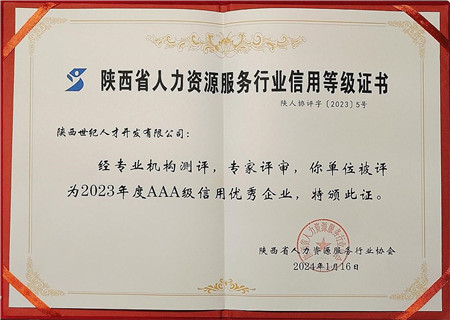 陕西省人力资源服务行业信用等级证书
陕人协评字〔2023〕5号
陕西世纪人才开发有限公司：
经专业机构测评，专家评审，你单位被评
为2023年度AAA级信用优秀企业，特颁此证。
陕西省人力资源服务行业协会
2024年1月16日